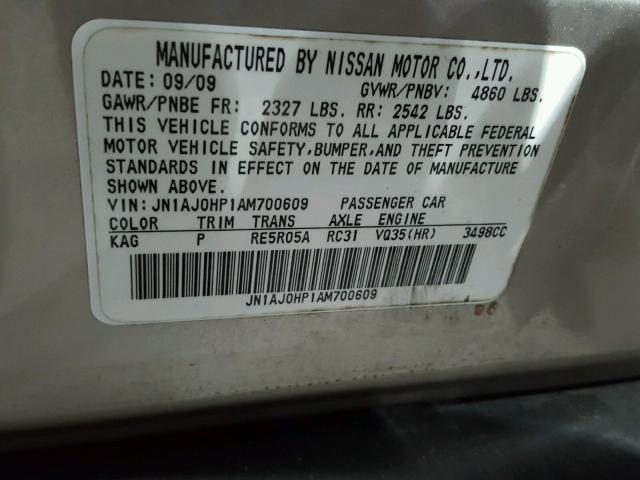 MANUFACTURED BY NISSAN MOTOR CO.,LTD.
DATE: 09/09 GVWR/PNBV: 4860 LBS.
GAWR/PNBE FR: 2327 LBS. RR: 2542 LBS.
THIS VEHICLE CONFORMS TO ALL APPLICABLE FEDERAL
MOTOR VEHICLE SAFETY,BUMPER,AND THEFT PREVENTION
STANDARDS IN EFFECT ON THE DATE OF MANUFACTURE
SHOWN ABOVE.
VIN: JN1AJ0HP1AM700609 PASSENGER CAR
COLOR TRIM TRANS AXLE ENGINE
KAG P RE5R05A RC31 VQ35(HR) 3498CC
JN1AJ0HP1AM700609